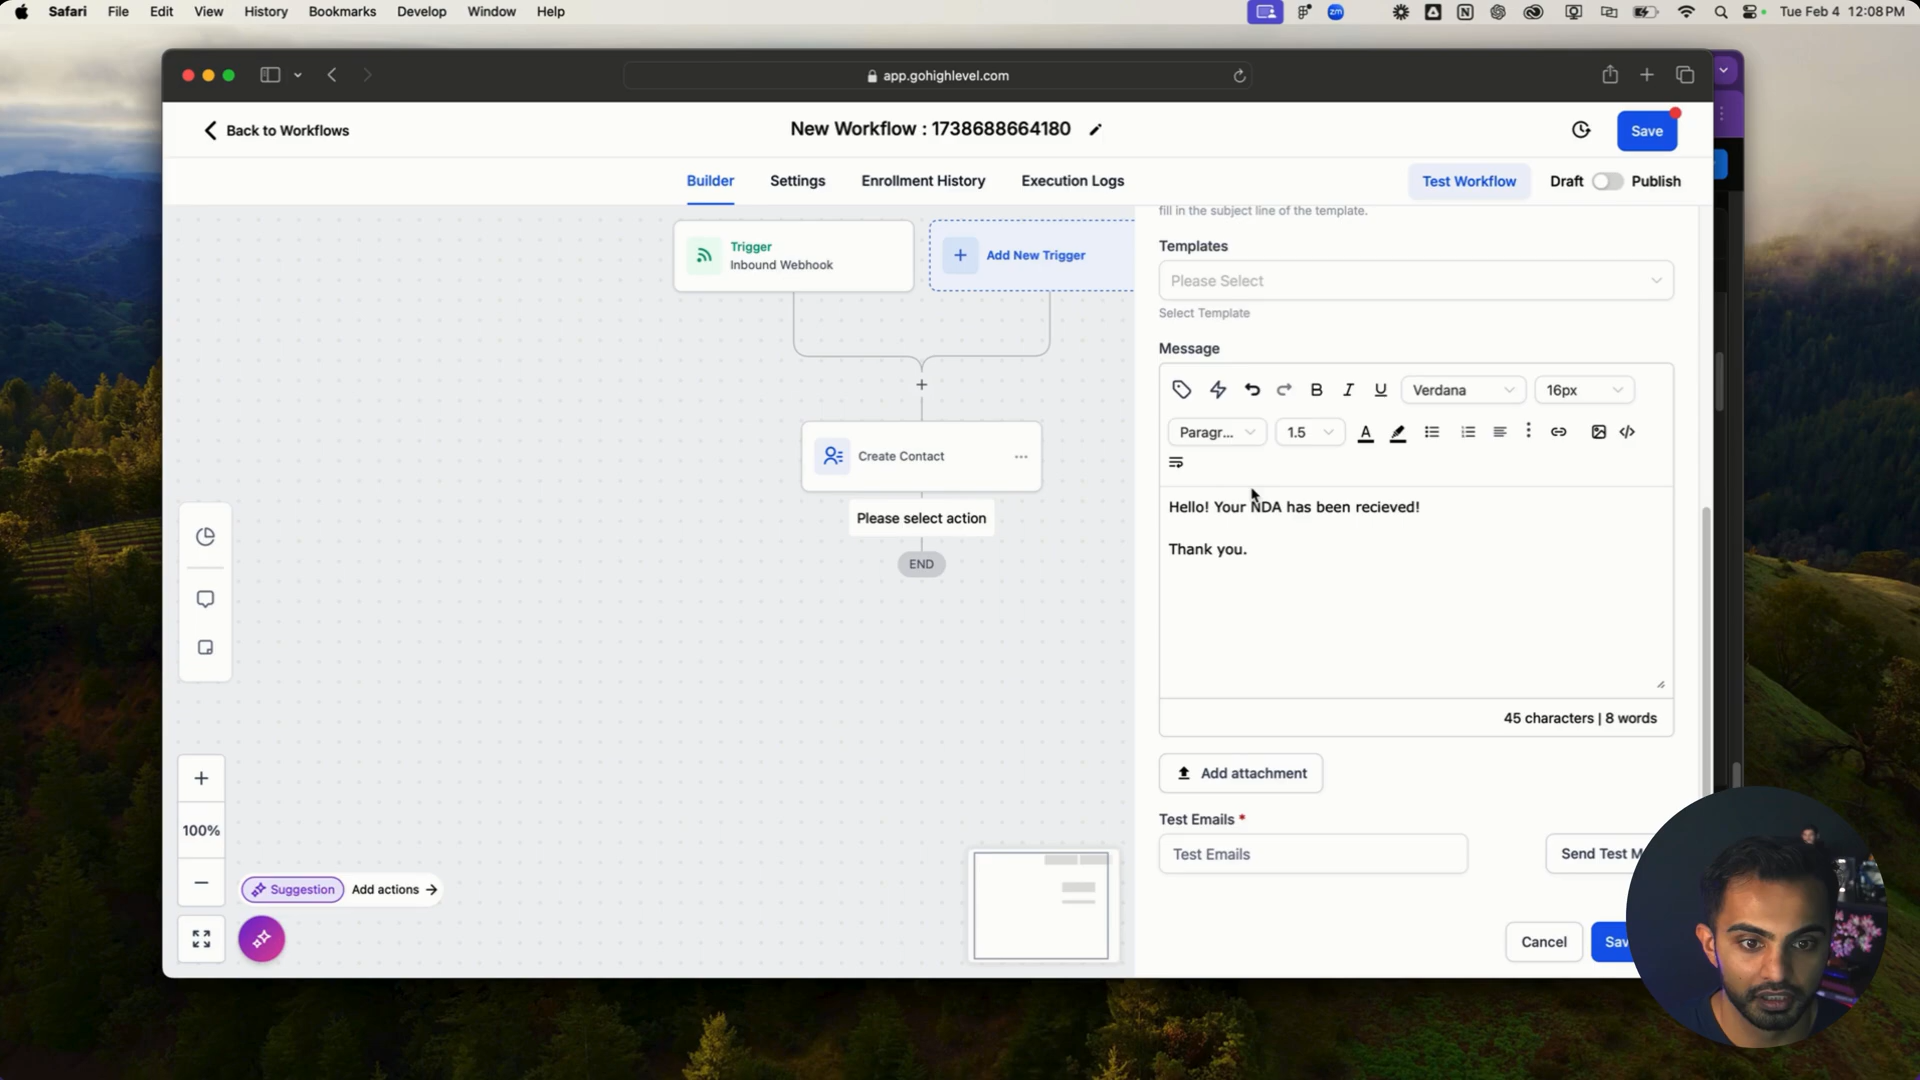 Safari File Edit View History Bookmarks Develop Window Help zm Tue Feb 4 12:08 PM
app.gohighlevel.com
Back to Workflows New Workflow : 1738688664180 Save
Builder Settings Enrollment History Execution Logs Test Workflow Draft Publish
fill in the subject line of the template.
Trigger
Inbound Webhook
Add New Trigger
Templates
Please Select
Select Template
Message
Verdana 16px
Paragr... 1.5
Create Contact
Please select action
END
Hello! Your NDA has been recieved!
Thank you.
45 characters | 8 words
Add attachment
Test Emails *
Test Emails Send Test M
100%
Suggestion Add actions
Cancel Sav